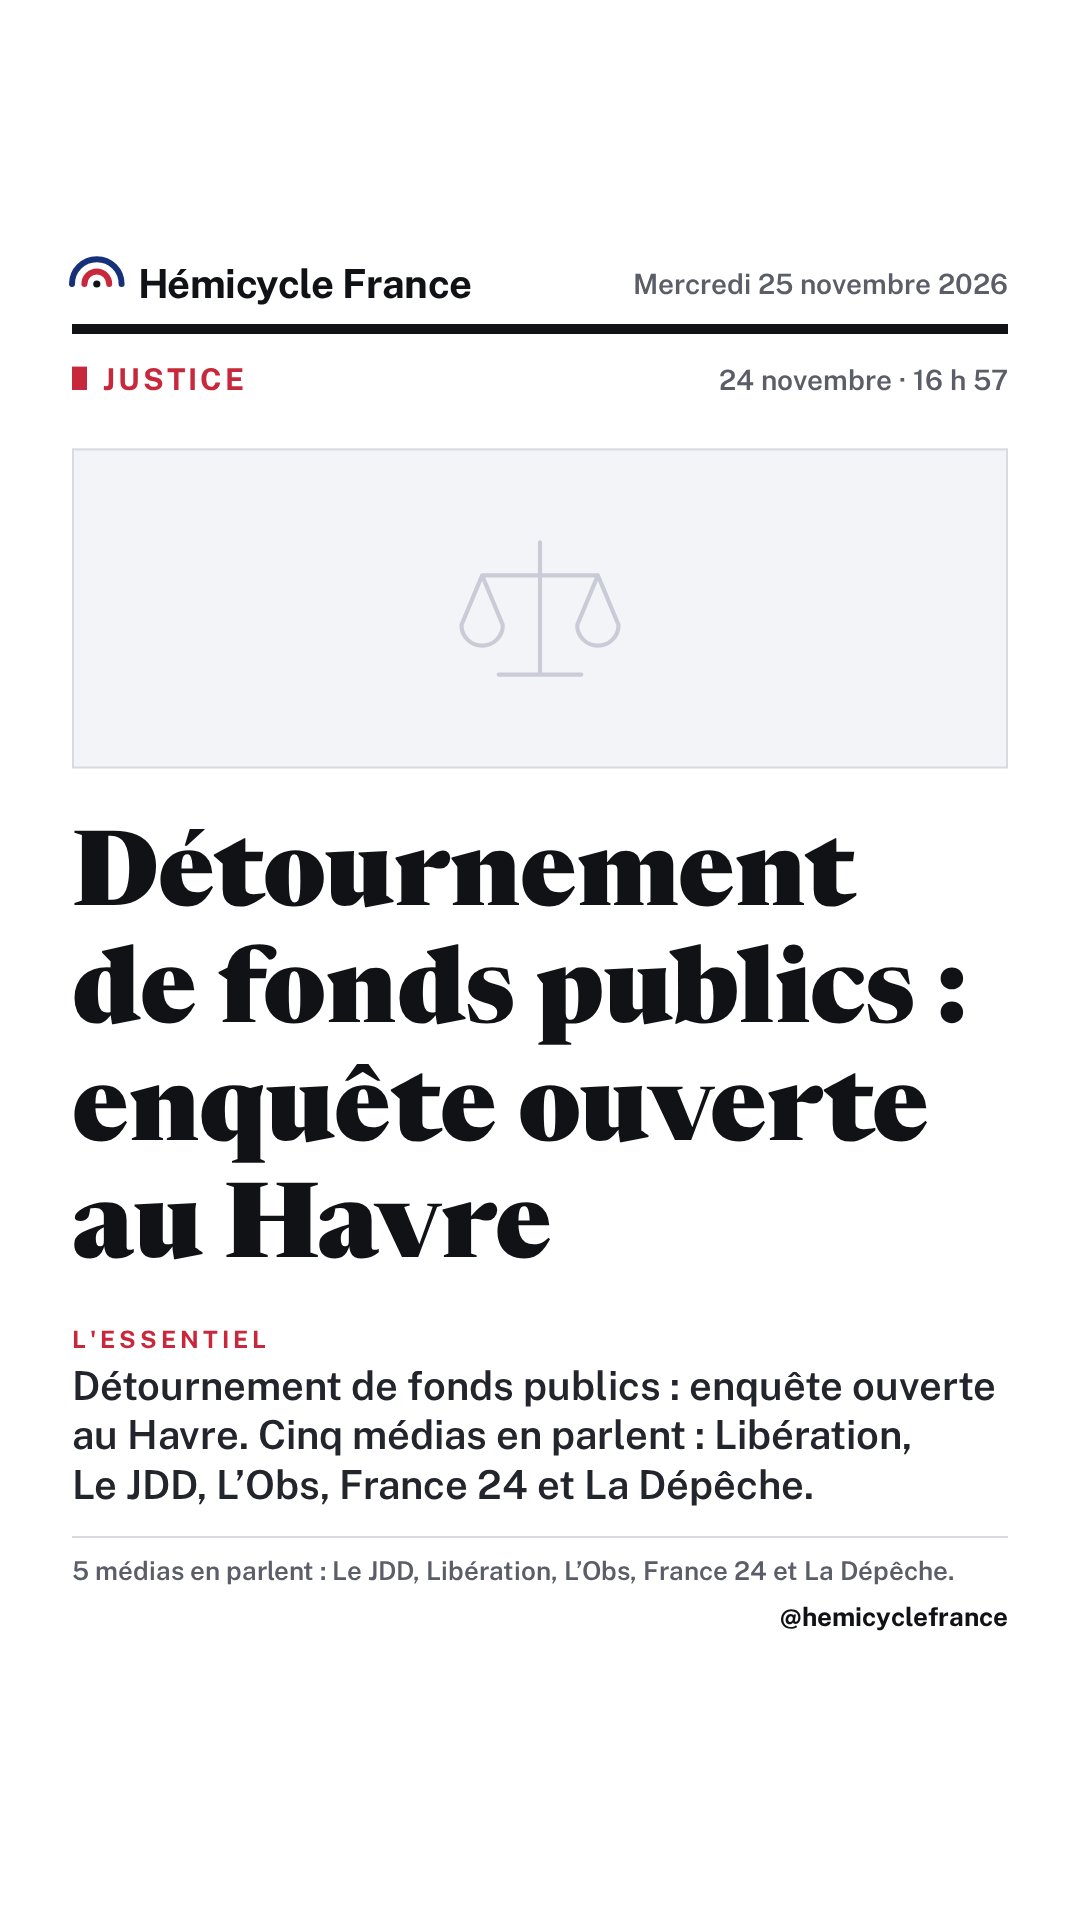 Hémicycle France
Mercredi 25 novembre 2026
JUSTICE
24 novembre · 16 h 57
Détournement
de fonds publics :
enquête ouverte
au Havre
L'ESSENTIEL
Détournement de fonds publics : enquête ouverte
au Havre. Cinq médias en parlent : Libération,
Le JDD, L’Obs, France 24 et La Dépêche.
5 médias en parlent : Le JDD, Libération, L’Obs, France 24 et La Dépêche.
@hemicyclefrance